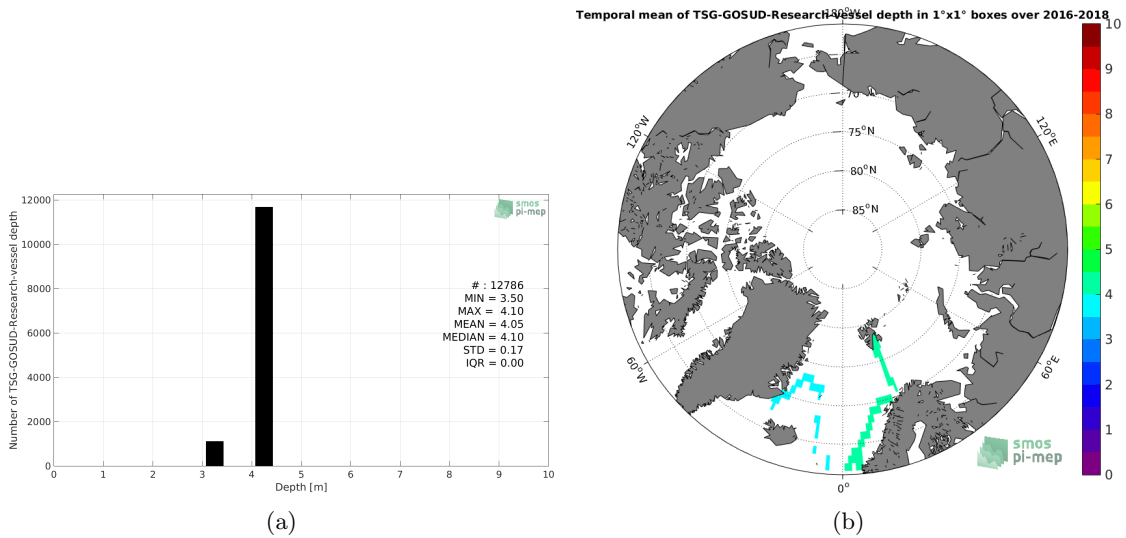 Temporal mean of TSG-GOSUD-Research-vessel depth in 1°x1° boxes over 2016-2018
Number of TSG-GOSUD-Research-vessel depth
12000
10000
8000
6000
4000
2000
0
smos
pi-mep
# : 12786
MIN = 3.50
MAX = 4.10
MEAN = 4.05
MEDIAN = 4.10
STD = 0.17
IQR = 0.00
0 1 2 3 4 5 6 7 8 9 10
Depth [m]
(a)
180°W
120°W
120°E
60°W
60°E
0°
75°N
80°N
85°N
smos
pi-mep
10
9
8
7
6
5
4
3
2
1
0
(b)